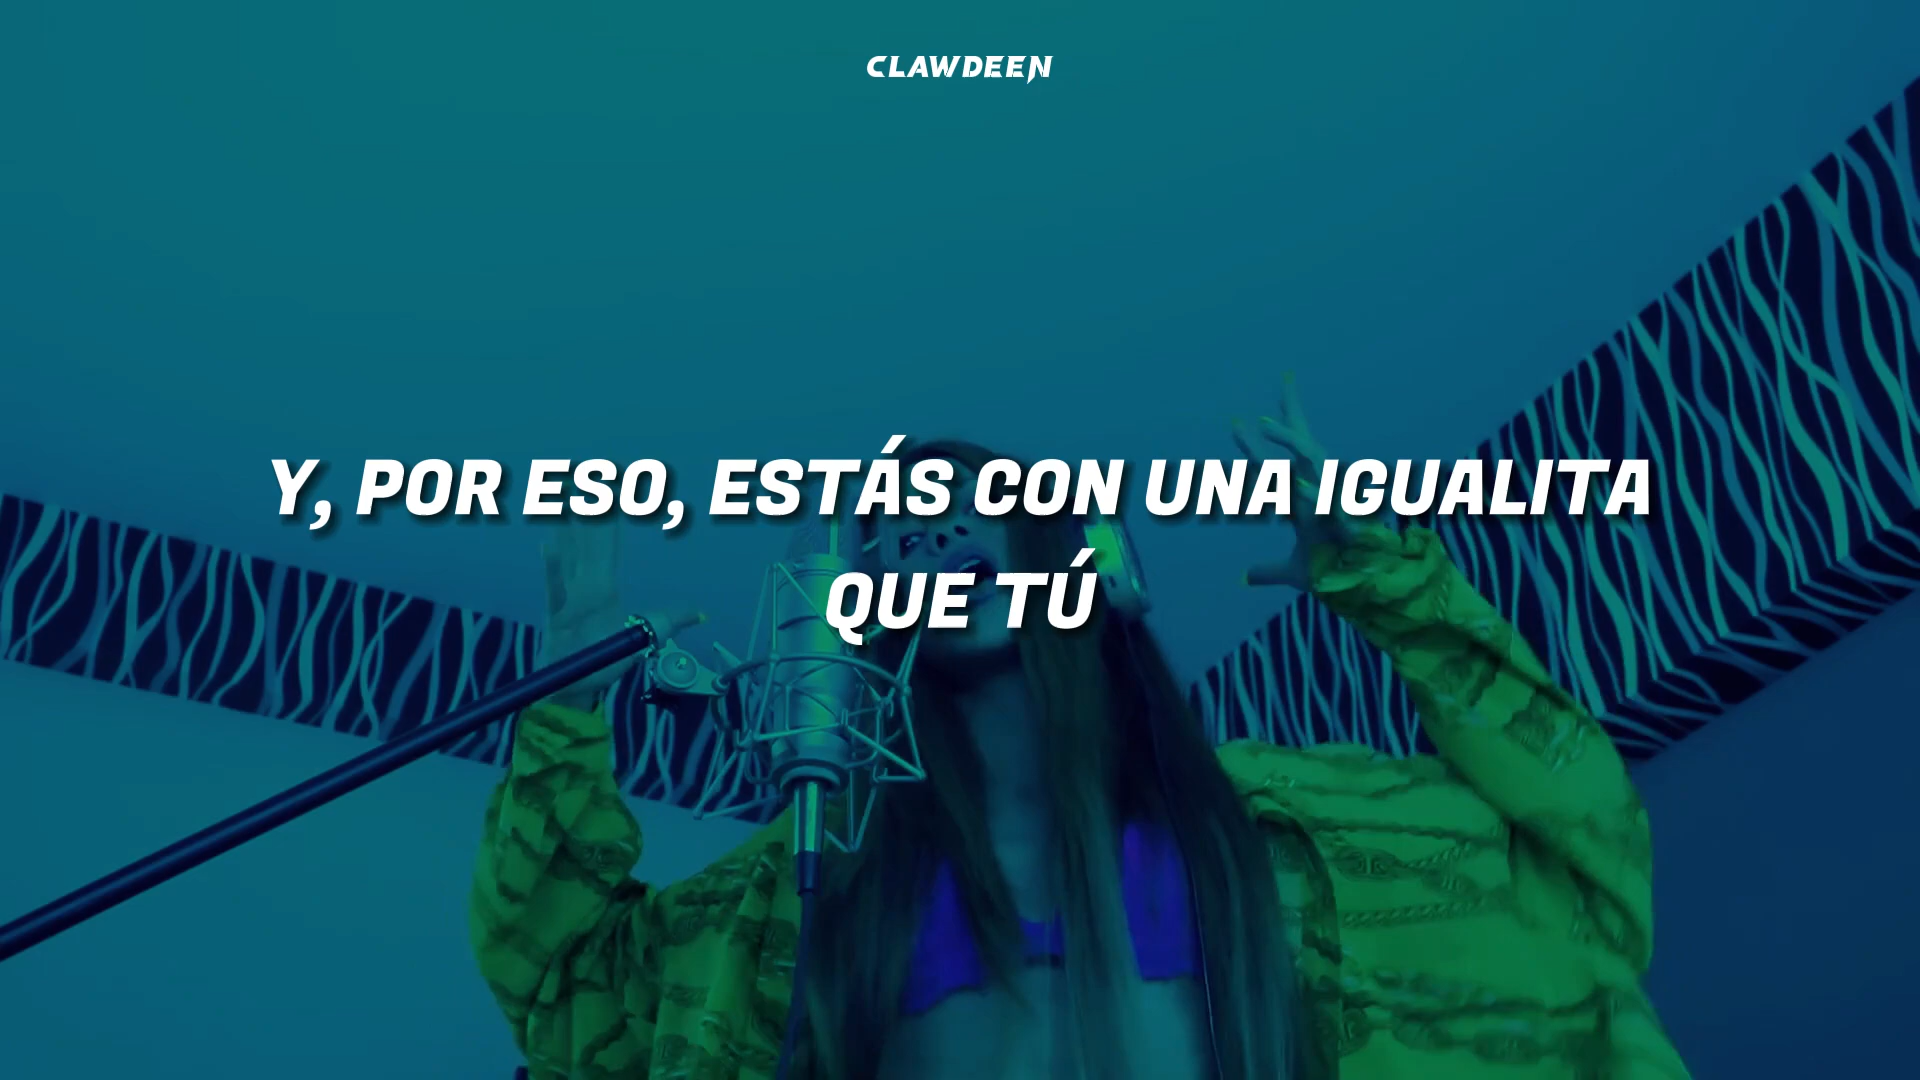 CLAWDEEN
Y, POR ESO, ESTÁS CON UNA IGUALITA
QUE TÚ